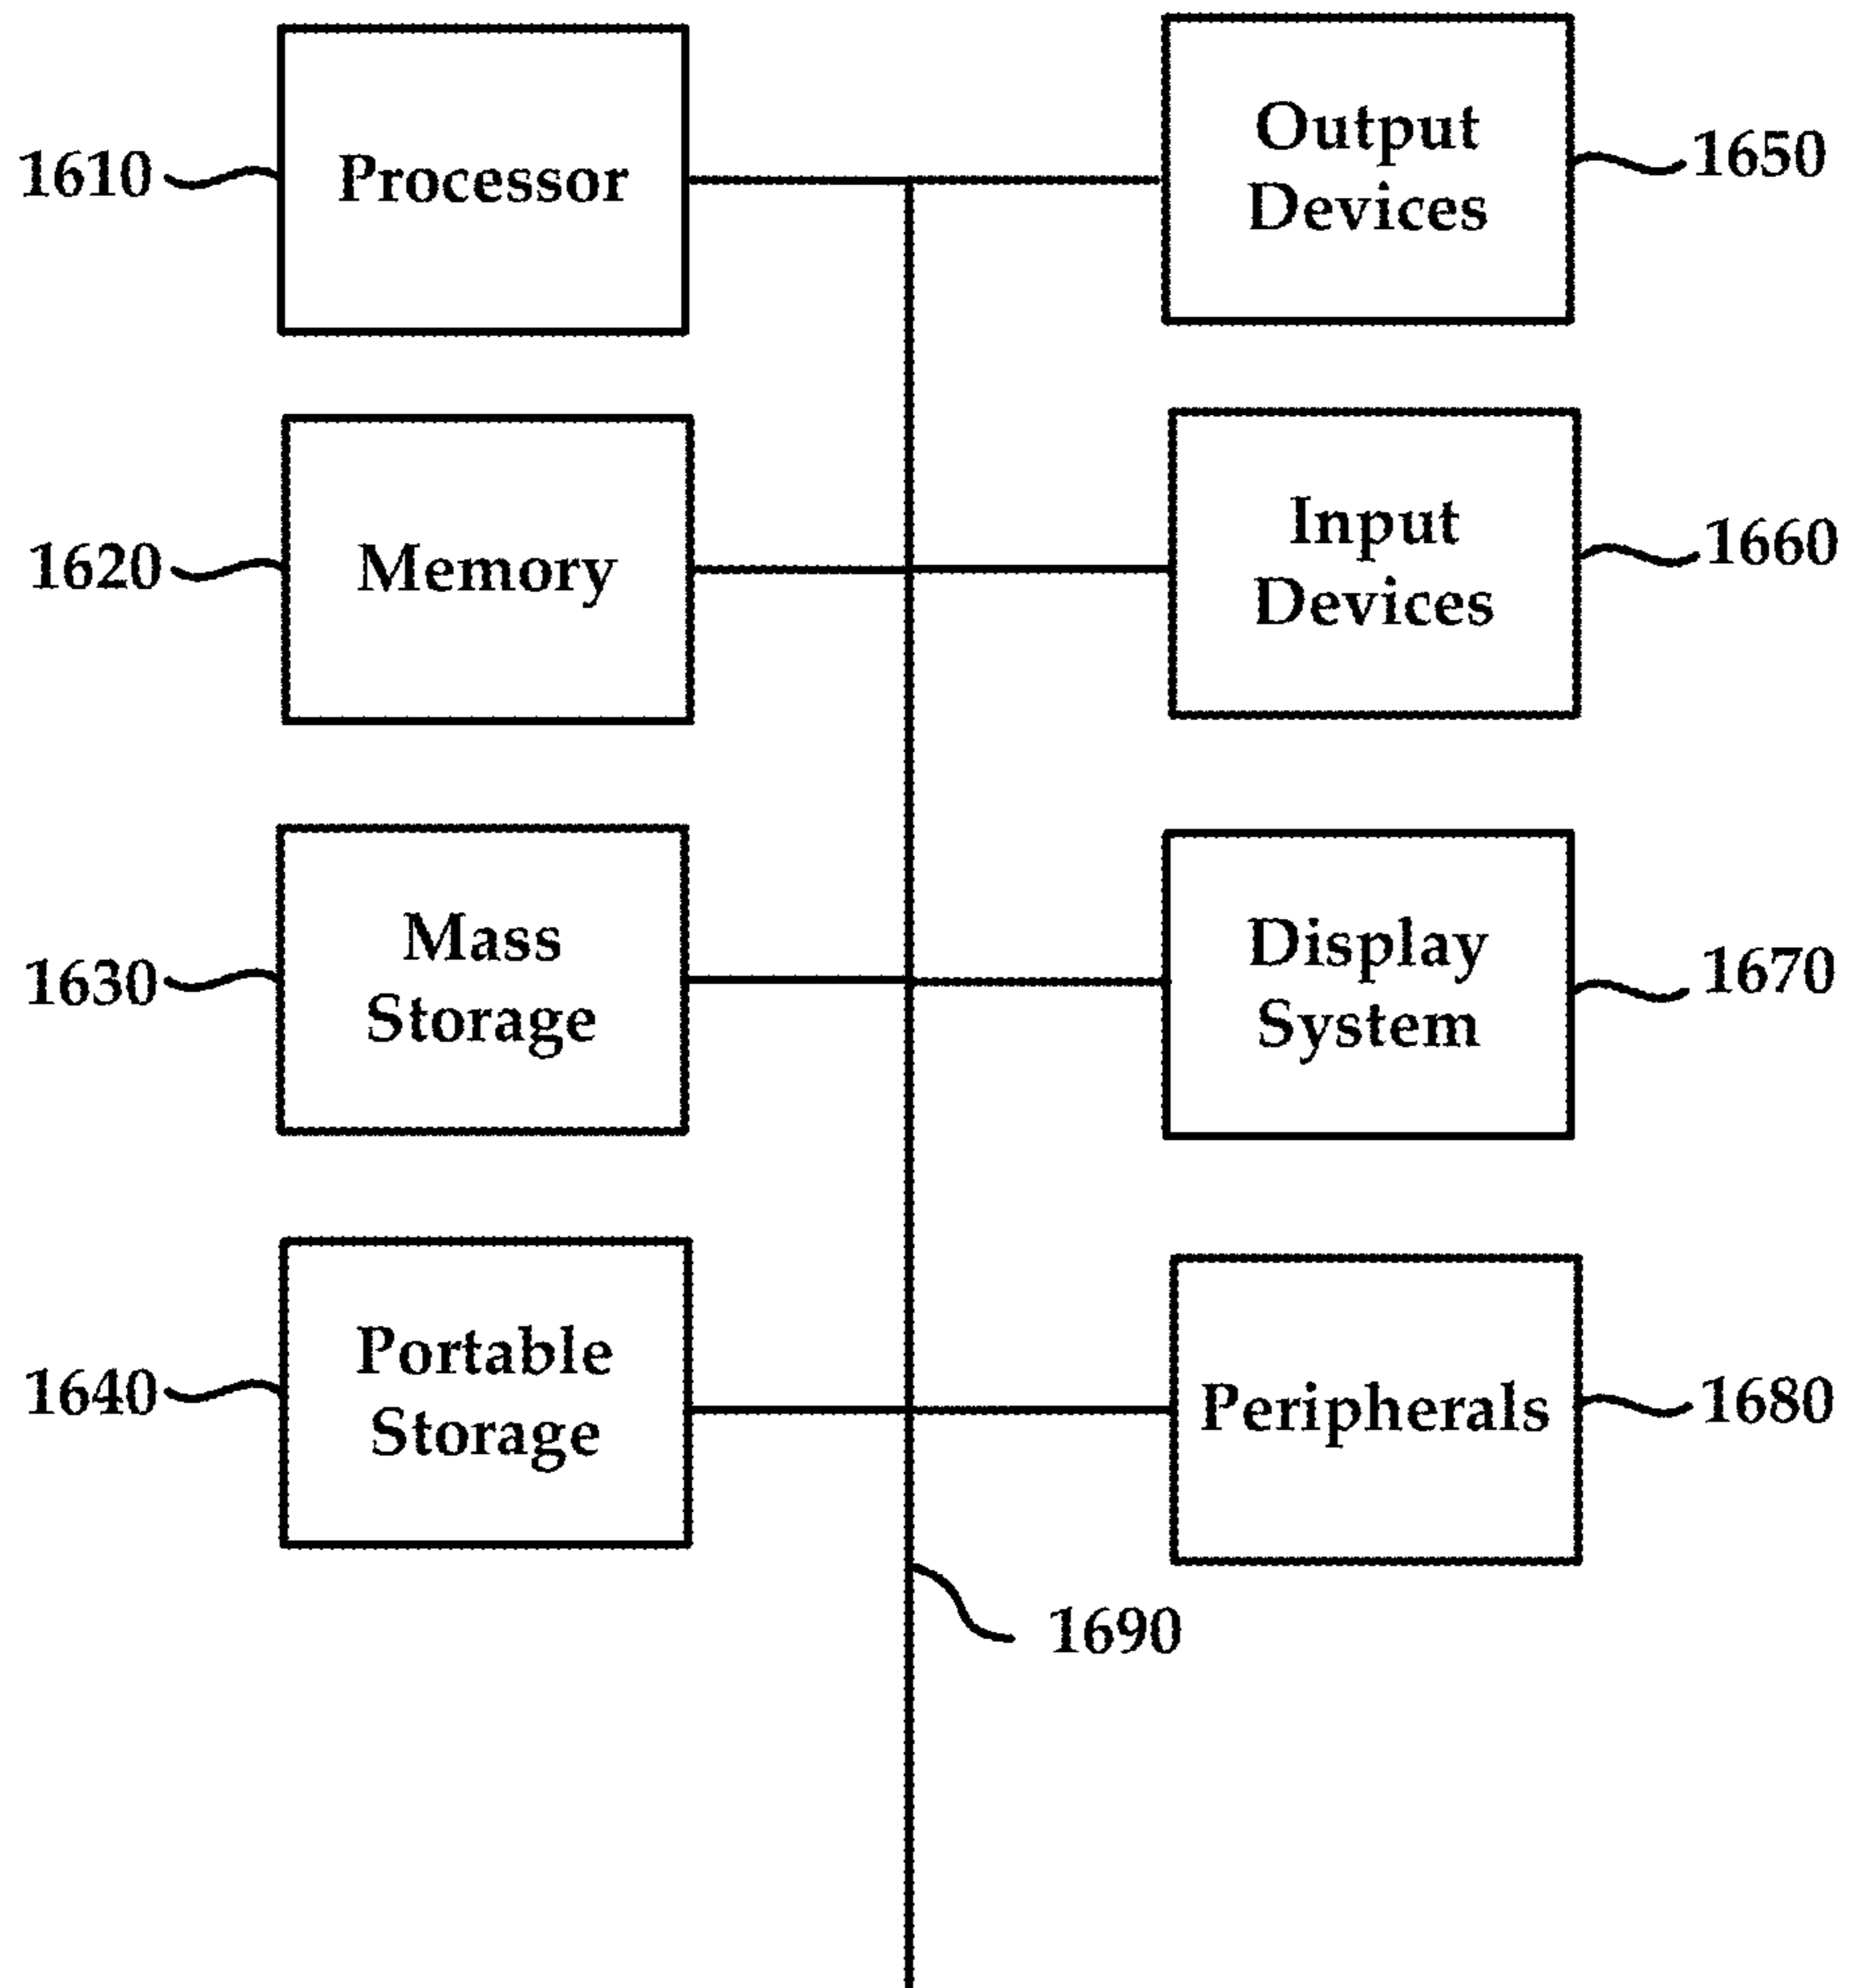 1610
Processor
Output
Devices
1650
1620
Memory
Input
Devices
1660
1630
Mass
Storage
Display
System
1670
1640
Portable
Storage
Peripherals
1680
1690